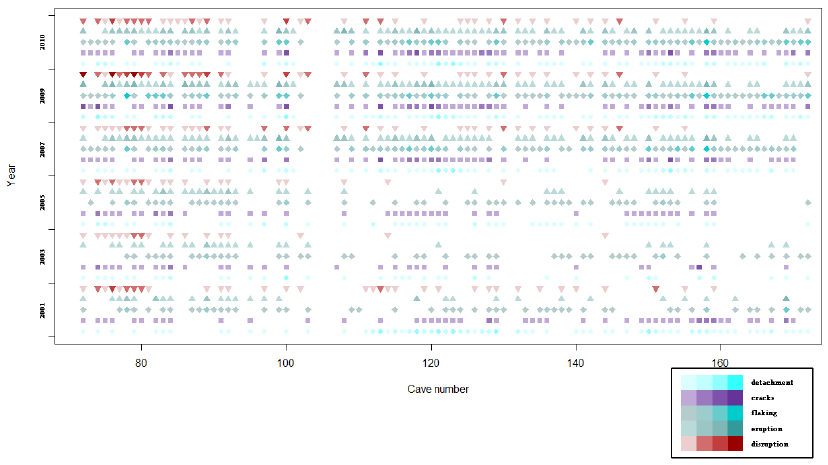 Year
2010
2009
2007
2005
2003
2001
80 100 120 140 160
Cave number
detachment
cracks
flaking
eruption
disruption